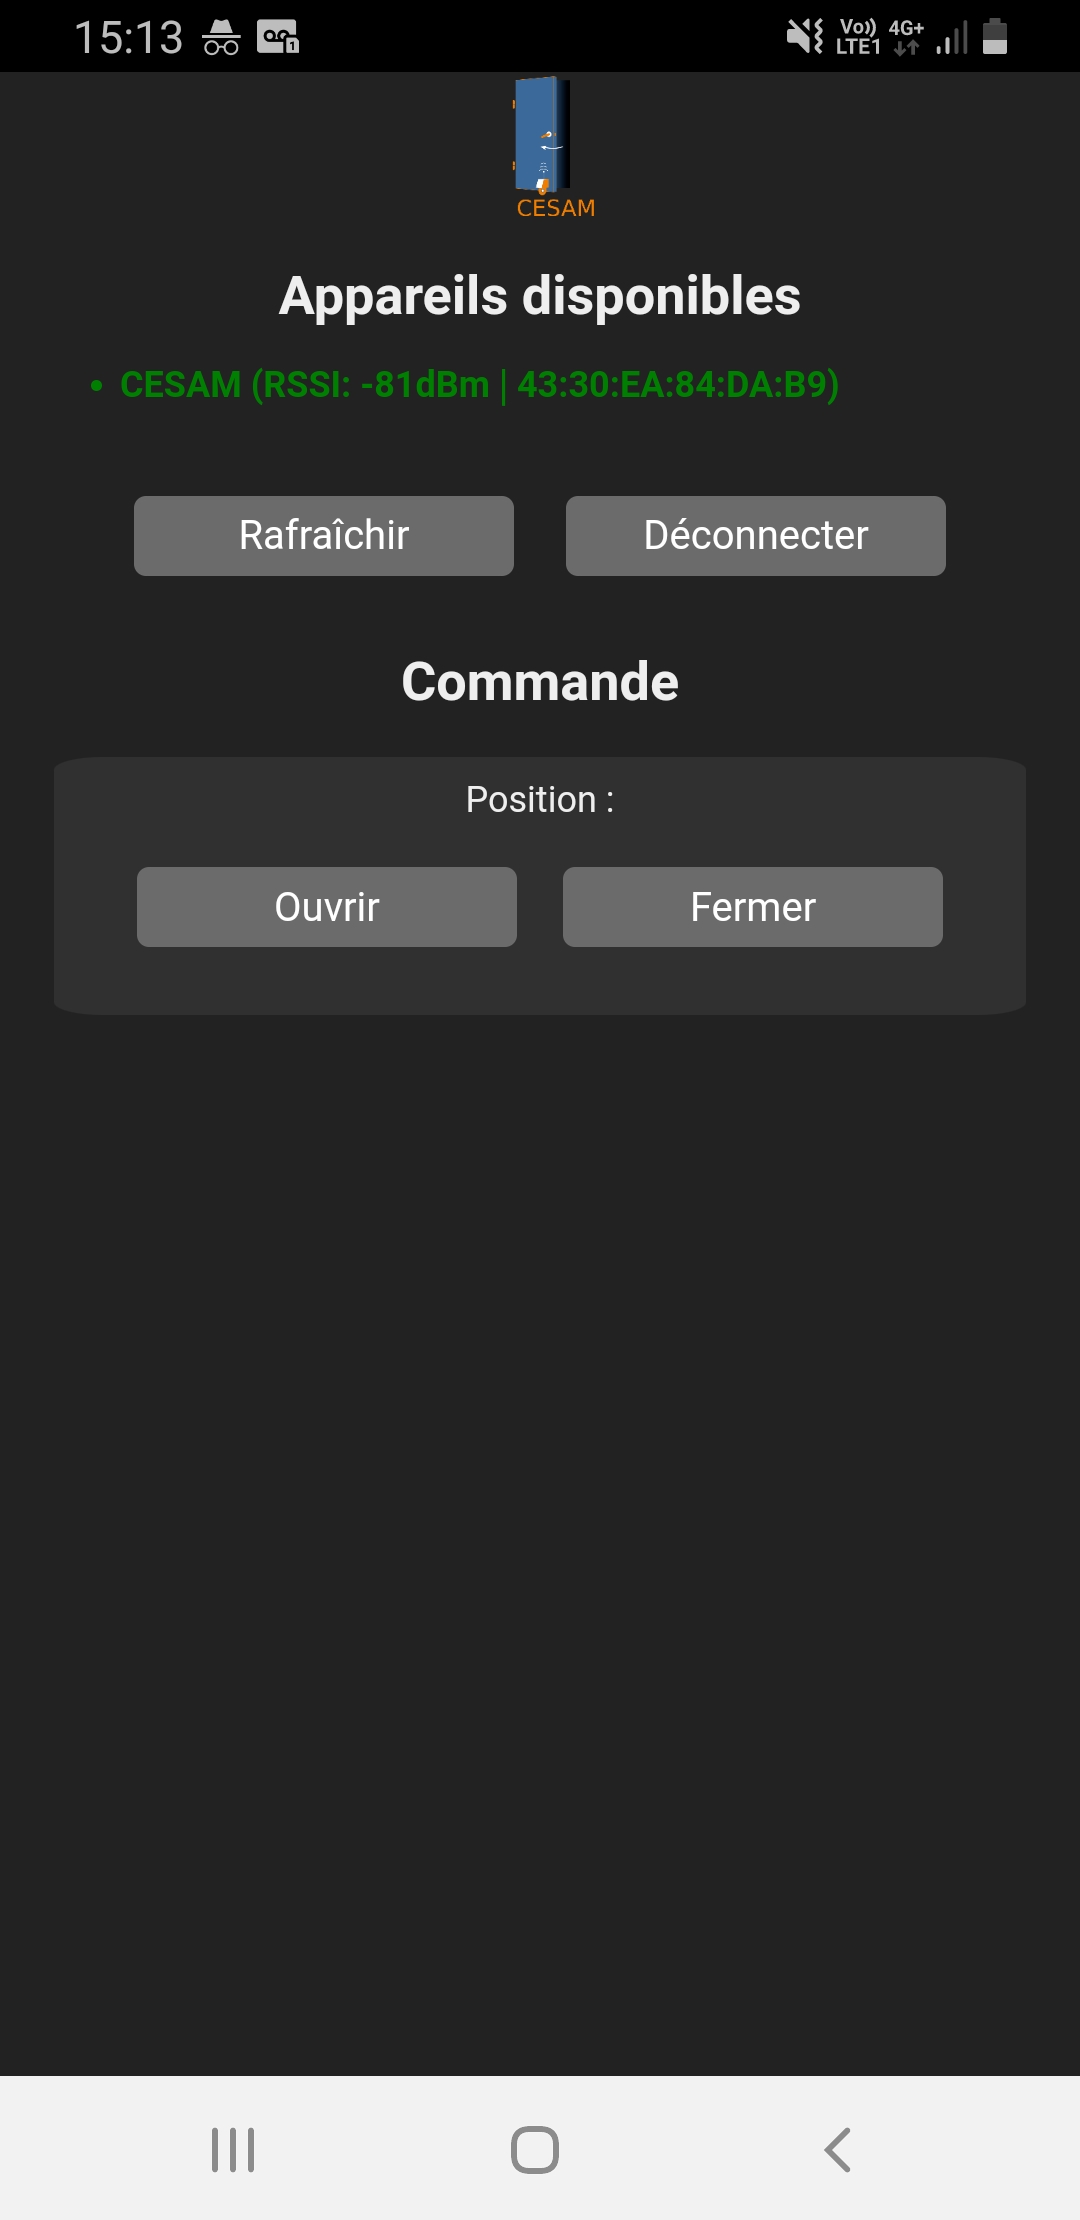 15:13
Vo)) 4G+
LTE1
CESAM
Appareils disponibles
• CESAM (RSSI: -81dBm | 43:30:EA:84:DA:B9)
Rafraîchir Déconnecter
Commande
Position :
Ouvrir Fermer